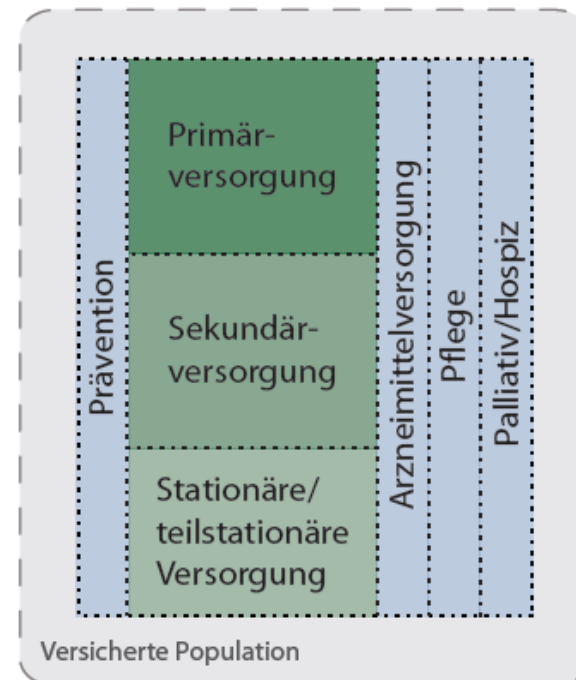 Prävention
Primär-
versorgung
Sekundär-
versorgung
Stationäre/
teilstationäre
Versorgung
Arzneimittelversorgung
Pflege
Palliativ/Hospiz
Versicherte Population